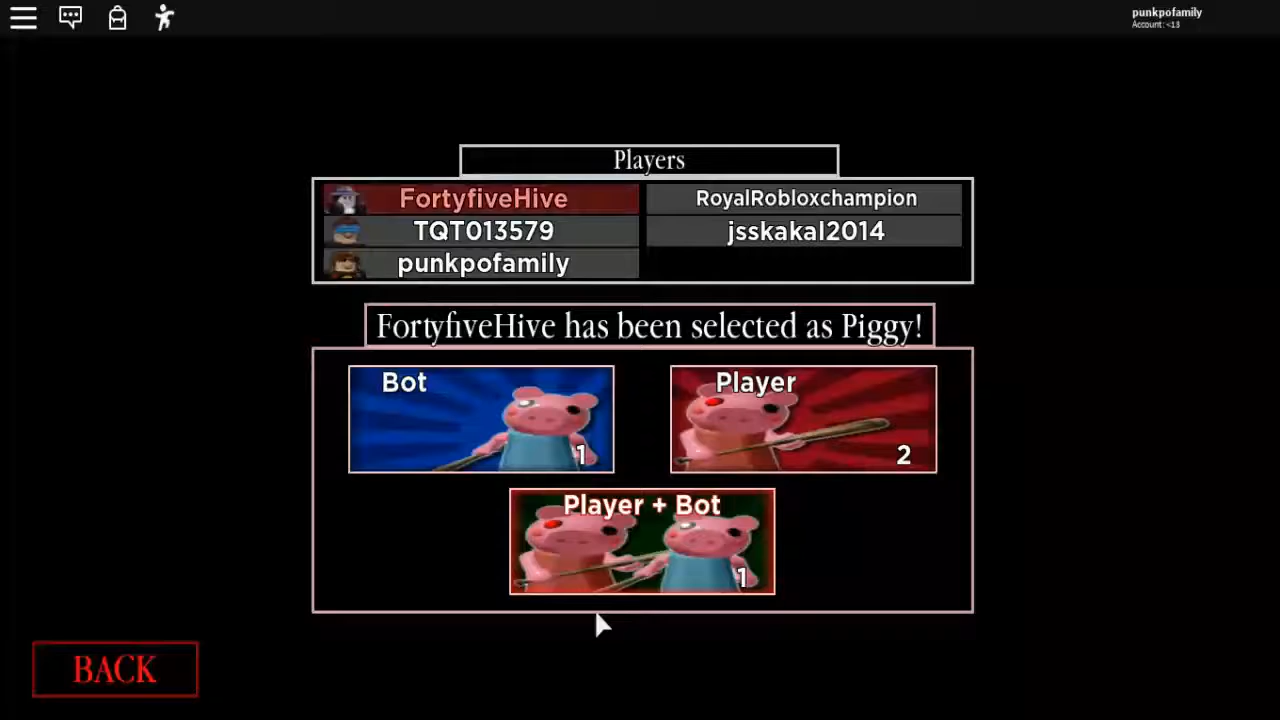 punkpofamily
Account: <13
Players
FortyfiveHive
RoyalRobloxchampion
TQT013579
jsskakal2014
punkpofamily
FortyfiveHive has been selected as Piggy!
Bot
1
Player
2
Player + Bot
1
BACK